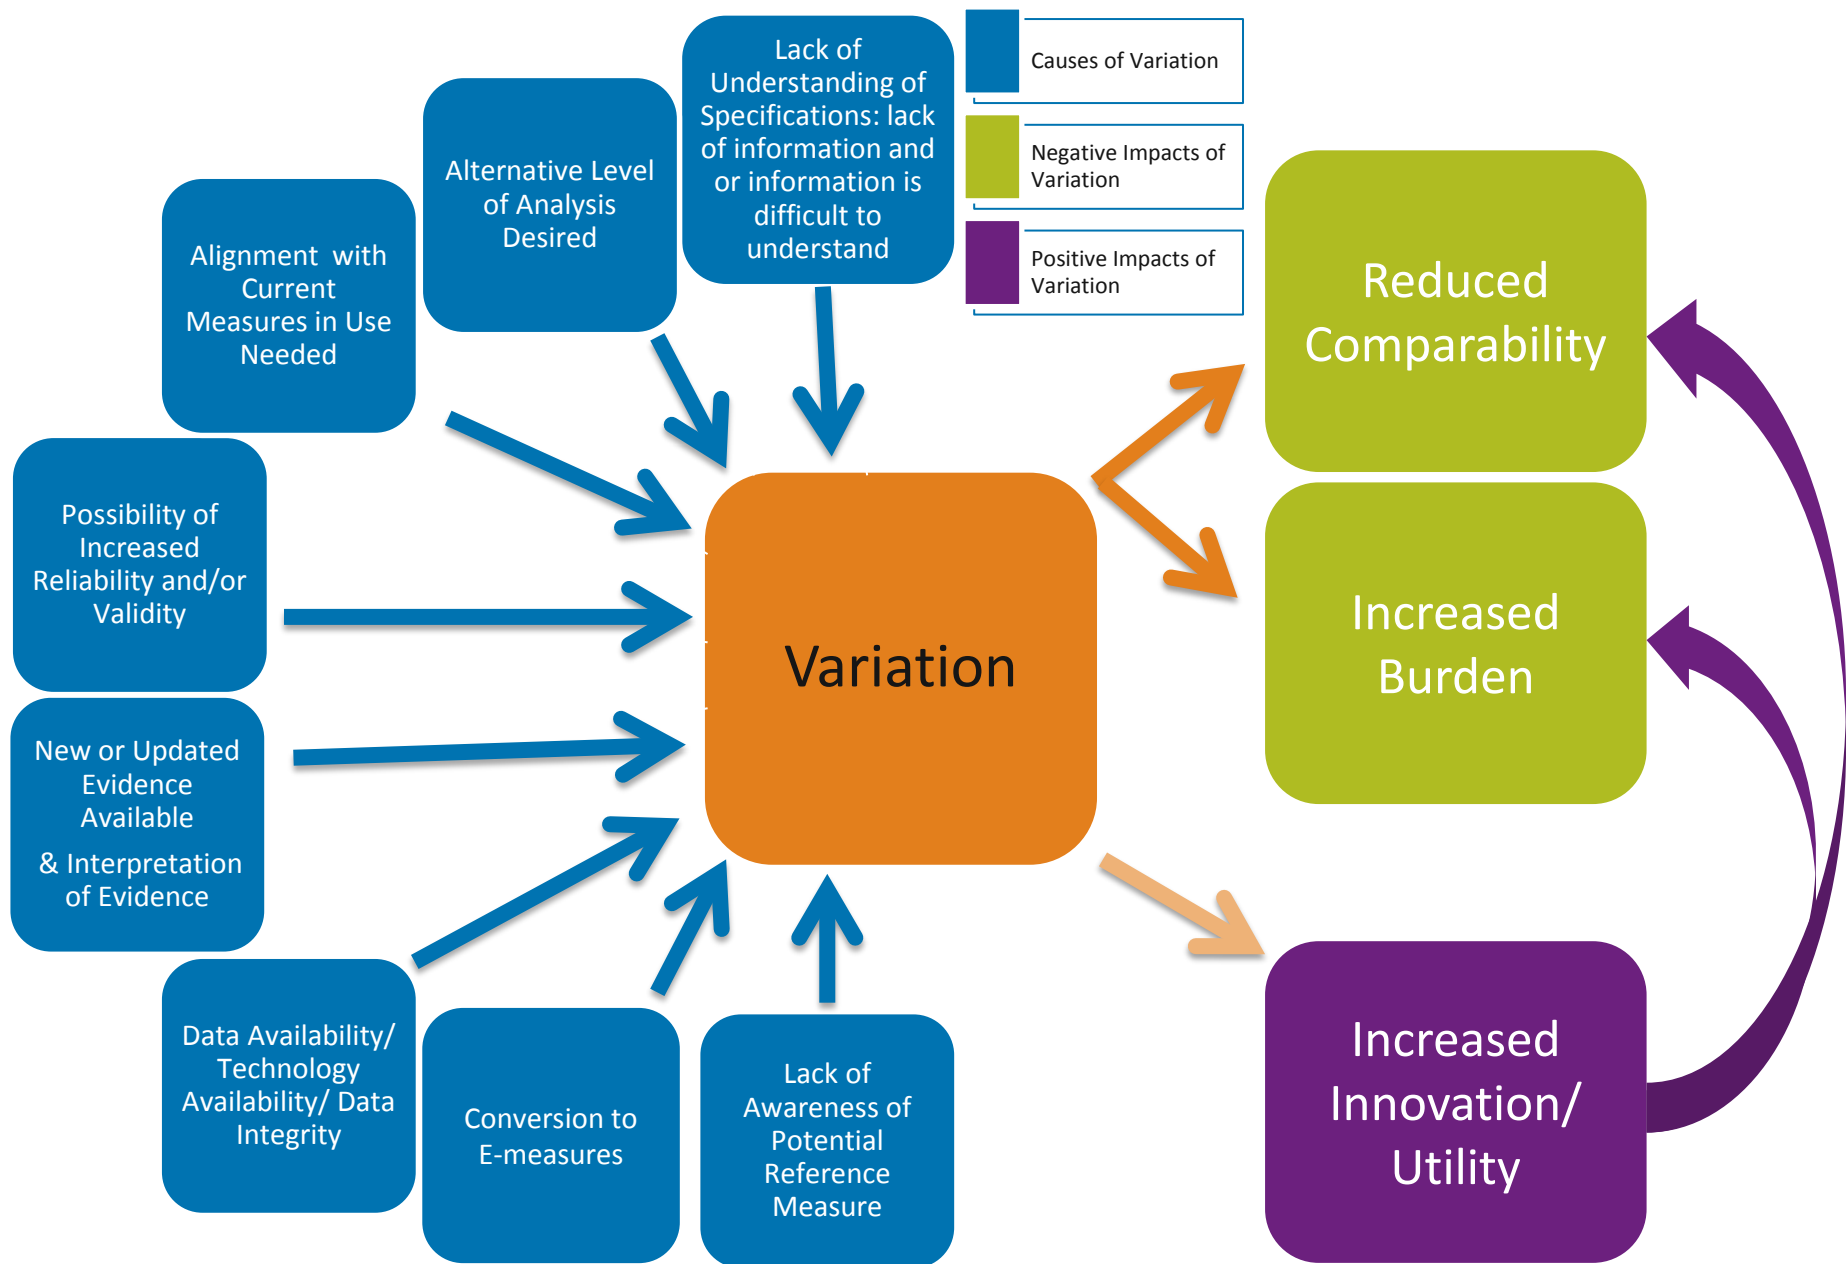 Lack of
Understanding of
Specifications: lack
of information and
or information is
difficult to
understand
Causes of Variation
Negative Impacts of
Variation
Positive Impacts of
Variation
Alternative Level
of Analysis
Desired
Alignment  with
Current
Measures in Use
Needed
Possibility of
Increased
Reliability and/or
Validity
New or Updated
Evidence
Available
& Interpretation
of Evidence
Data Availability/
Technology
Availability/ Data
Integrity
Conversion to
E-measures
Lack of
Awareness of
Potential
Reference
Measure
Variation
Reduced
Comparability
Increased
Burden
Increased
Innovation/
Utility